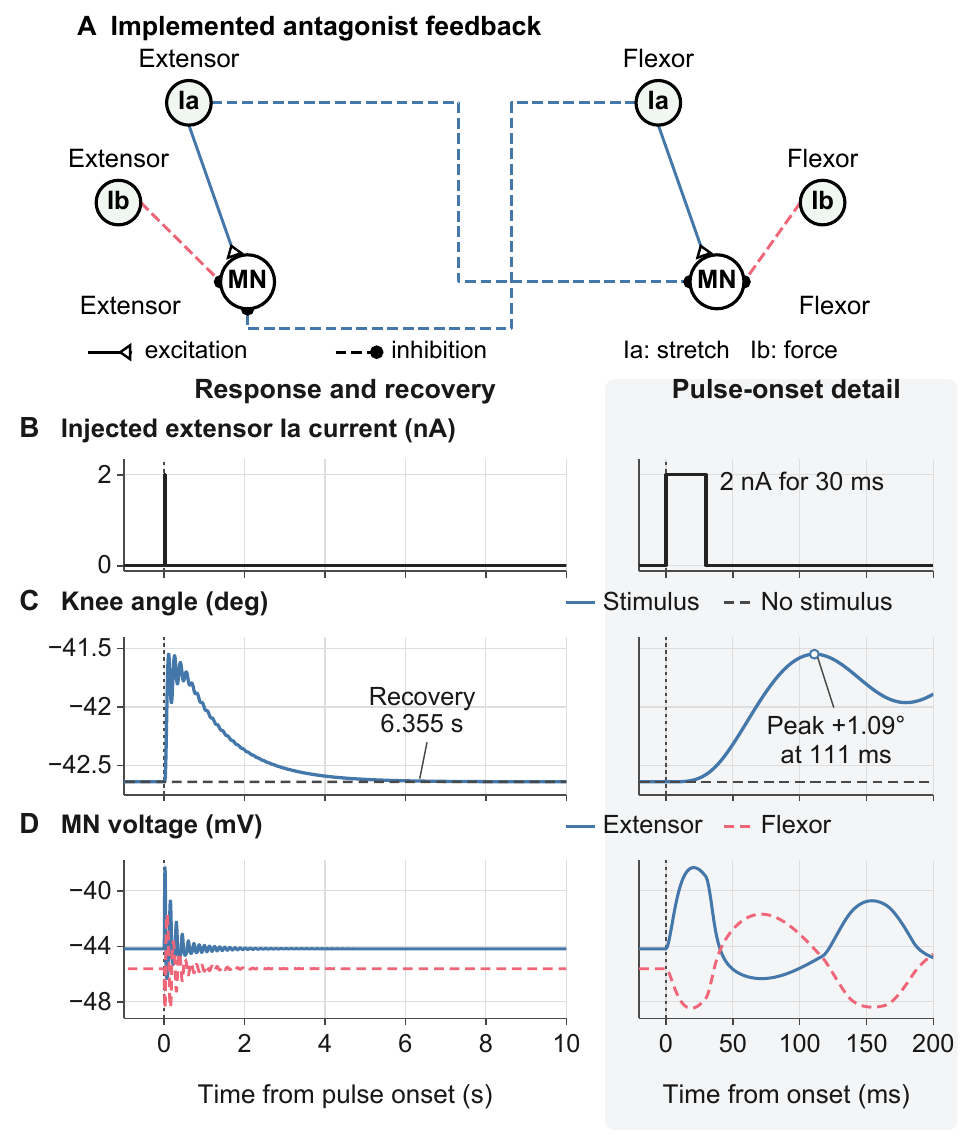 A Implemented antagonist feedback
Extensor
Flexor
Ia
Ia
Extensor
Flexor
Ib
Ib
MN
MN
Extensor
Flexor
excitation
inhibition
Ia: stretch Ib: force
Response and recovery
Pulse-onset detail
B Injected extensor Ia current (nA)
2
0
2 nA for 30 ms
C Knee angle (deg)
Stimulus
No stimulus
−41.5
−42
−42.5
Recovery
6.355 s
Peak +1.09°
at 111 ms
D MN voltage (mV)
Extensor
Flexor
−40
−44
−48
0 2 4 6 8 10
0 50 100 150 200
Time from pulse onset (s)
Time from onset (ms)